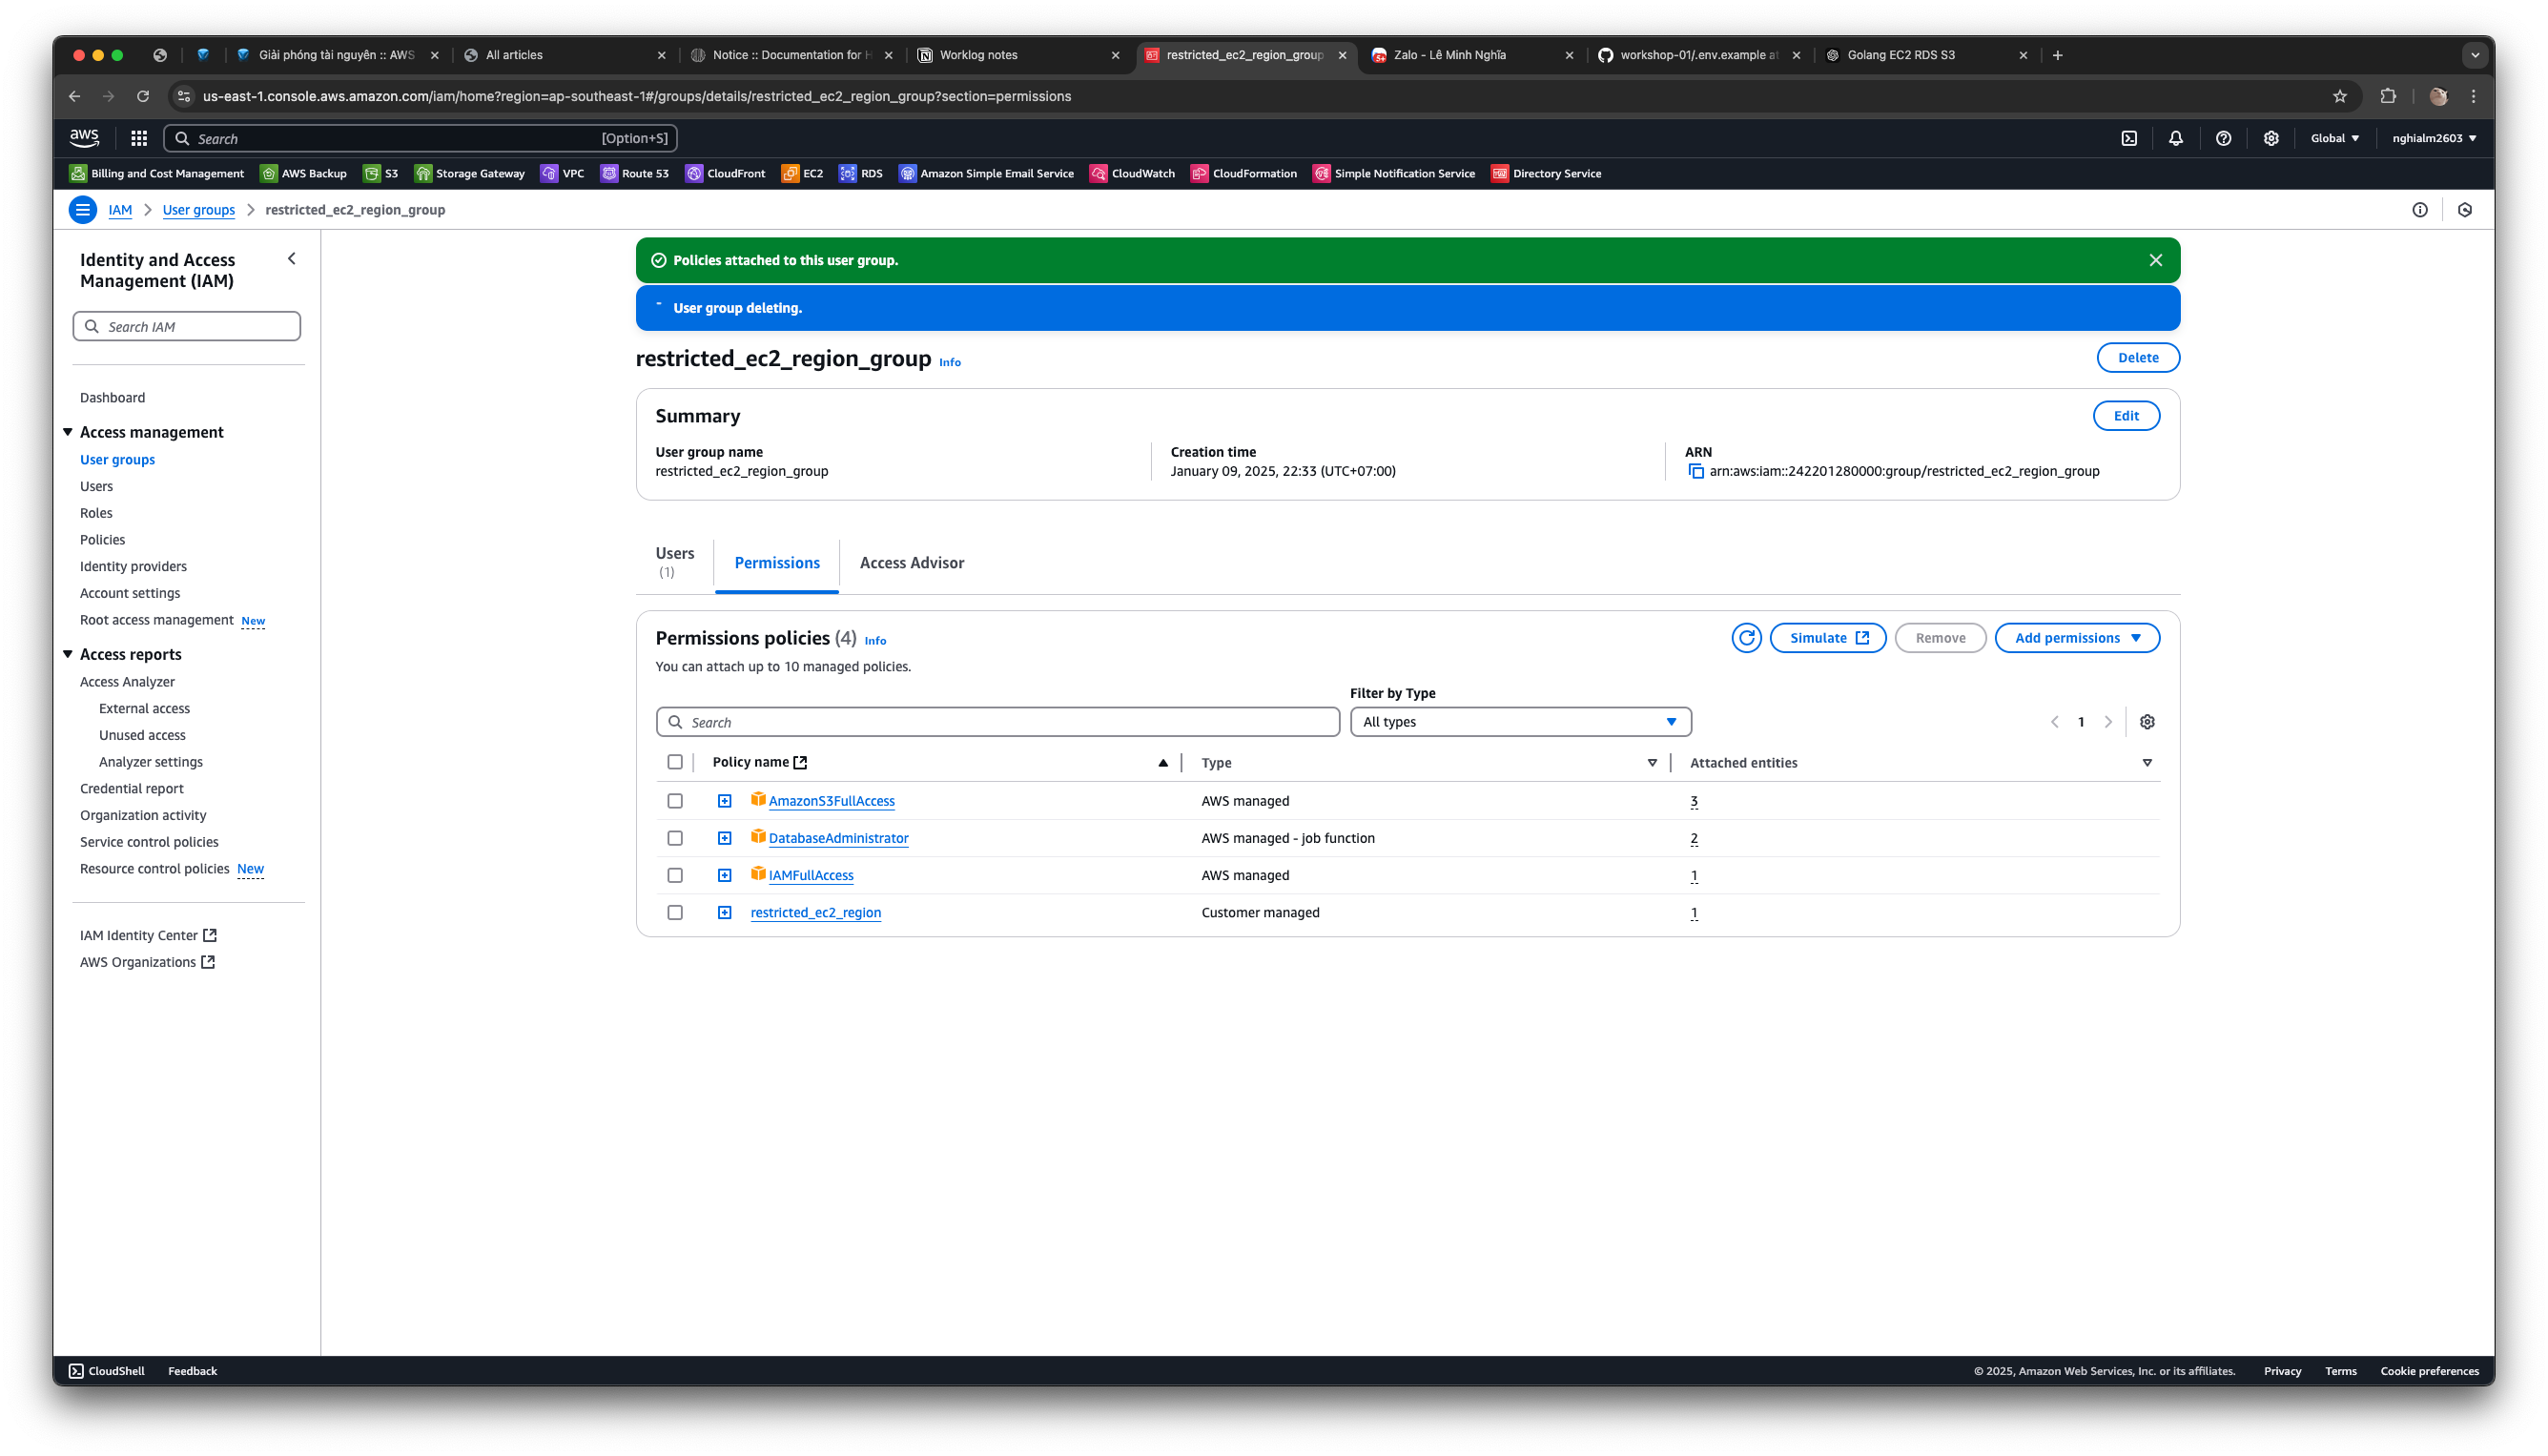 Giải phóng tài nguyên :: AWS
All articles
Notice :: Documentation for H
Worklog notes
restricted_ec2_region_group
Zalo - Lê Minh Nghĩa
workshop-01/.env.example at
Golang EC2 RDS S3
us-east-1.console.aws.amazon.com/iam/home?region=ap-southeast-1#/groups/details/restricted_ec2_region_group?section=permissions
aws
Search
[Option+S]
Global
nghialm2603
Billing and Cost Management
AWS Backup
S3
Storage Gateway
VPC
Route 53
CloudFront
EC2
RDS
Amazon Simple Email Service
CloudWatch
CloudFormation
Simple Notification Service
Directory Service
IAM
User groups
restricted_ec2_region_group
Identity and Access
Management (IAM)
Search IAM
Dashboard
Access management
User groups
Users
Roles
Policies
Identity providers
Account settings
Root access management New
Access reports
Access Analyzer
External access
Unused access
Analyzer settings
Credential report
Organization activity
Service control policies
Resource control policies New
IAM Identity Center
AWS Organizations
Policies attached to this user group.
User group deleting.
restricted_ec2_region_group Info
Delete
Summary
Edit
User group name
restricted_ec2_region_group
Creation time
January 09, 2025, 22:33 (UTC+07:00)
ARN
arn:aws:iam::242201280000:group/restricted_ec2_region_group
Users
(1)
Permissions
Access Advisor
Permissions policies (4) Info
Simulate
Remove
Add permissions
You can attach up to 10 managed policies.
Filter by Type
Search
All types
1
Policy name
Type
Attached entities
AmazonS3FullAccess
AWS managed
3
DatabaseAdministrator
AWS managed - job function
2
IAMFullAccess
AWS managed
1
restricted_ec2_region
Customer managed
1
CloudShell
Feedback
© 2025, Amazon Web Services, Inc. or its affiliates.
Privacy
Terms
Cookie preferences